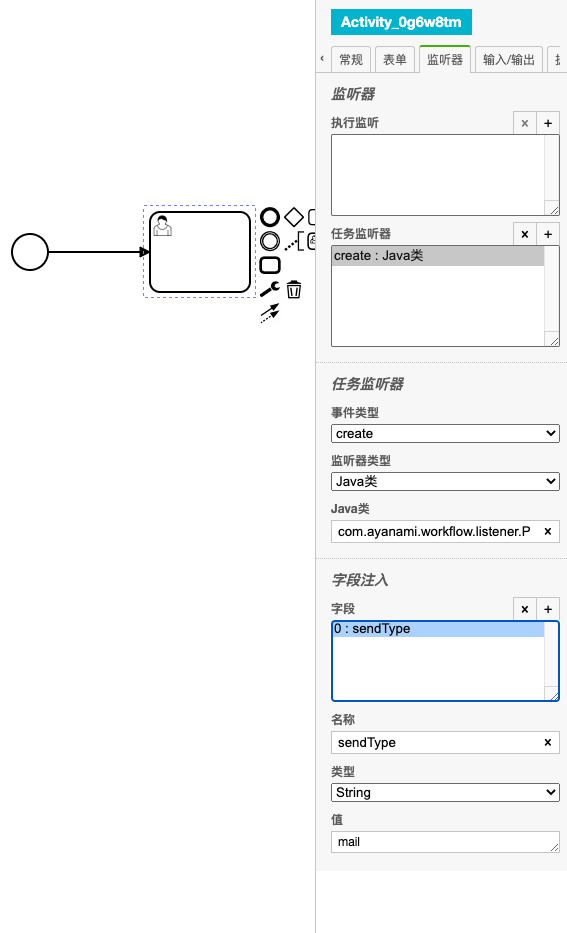 Activity_0g6w8tm
‹ 常规 表单 监听器 输入/输出
监听器
执行监听 × +
任务监听器 × +
create : Java类
任务监听器
事件类型
create
监听器类型
Java类
Java类
com.ayanami.workflow.listener.P ×
字段注入
字段 × +
0 : sendType
名称
sendType ×
类型
String
值
mail